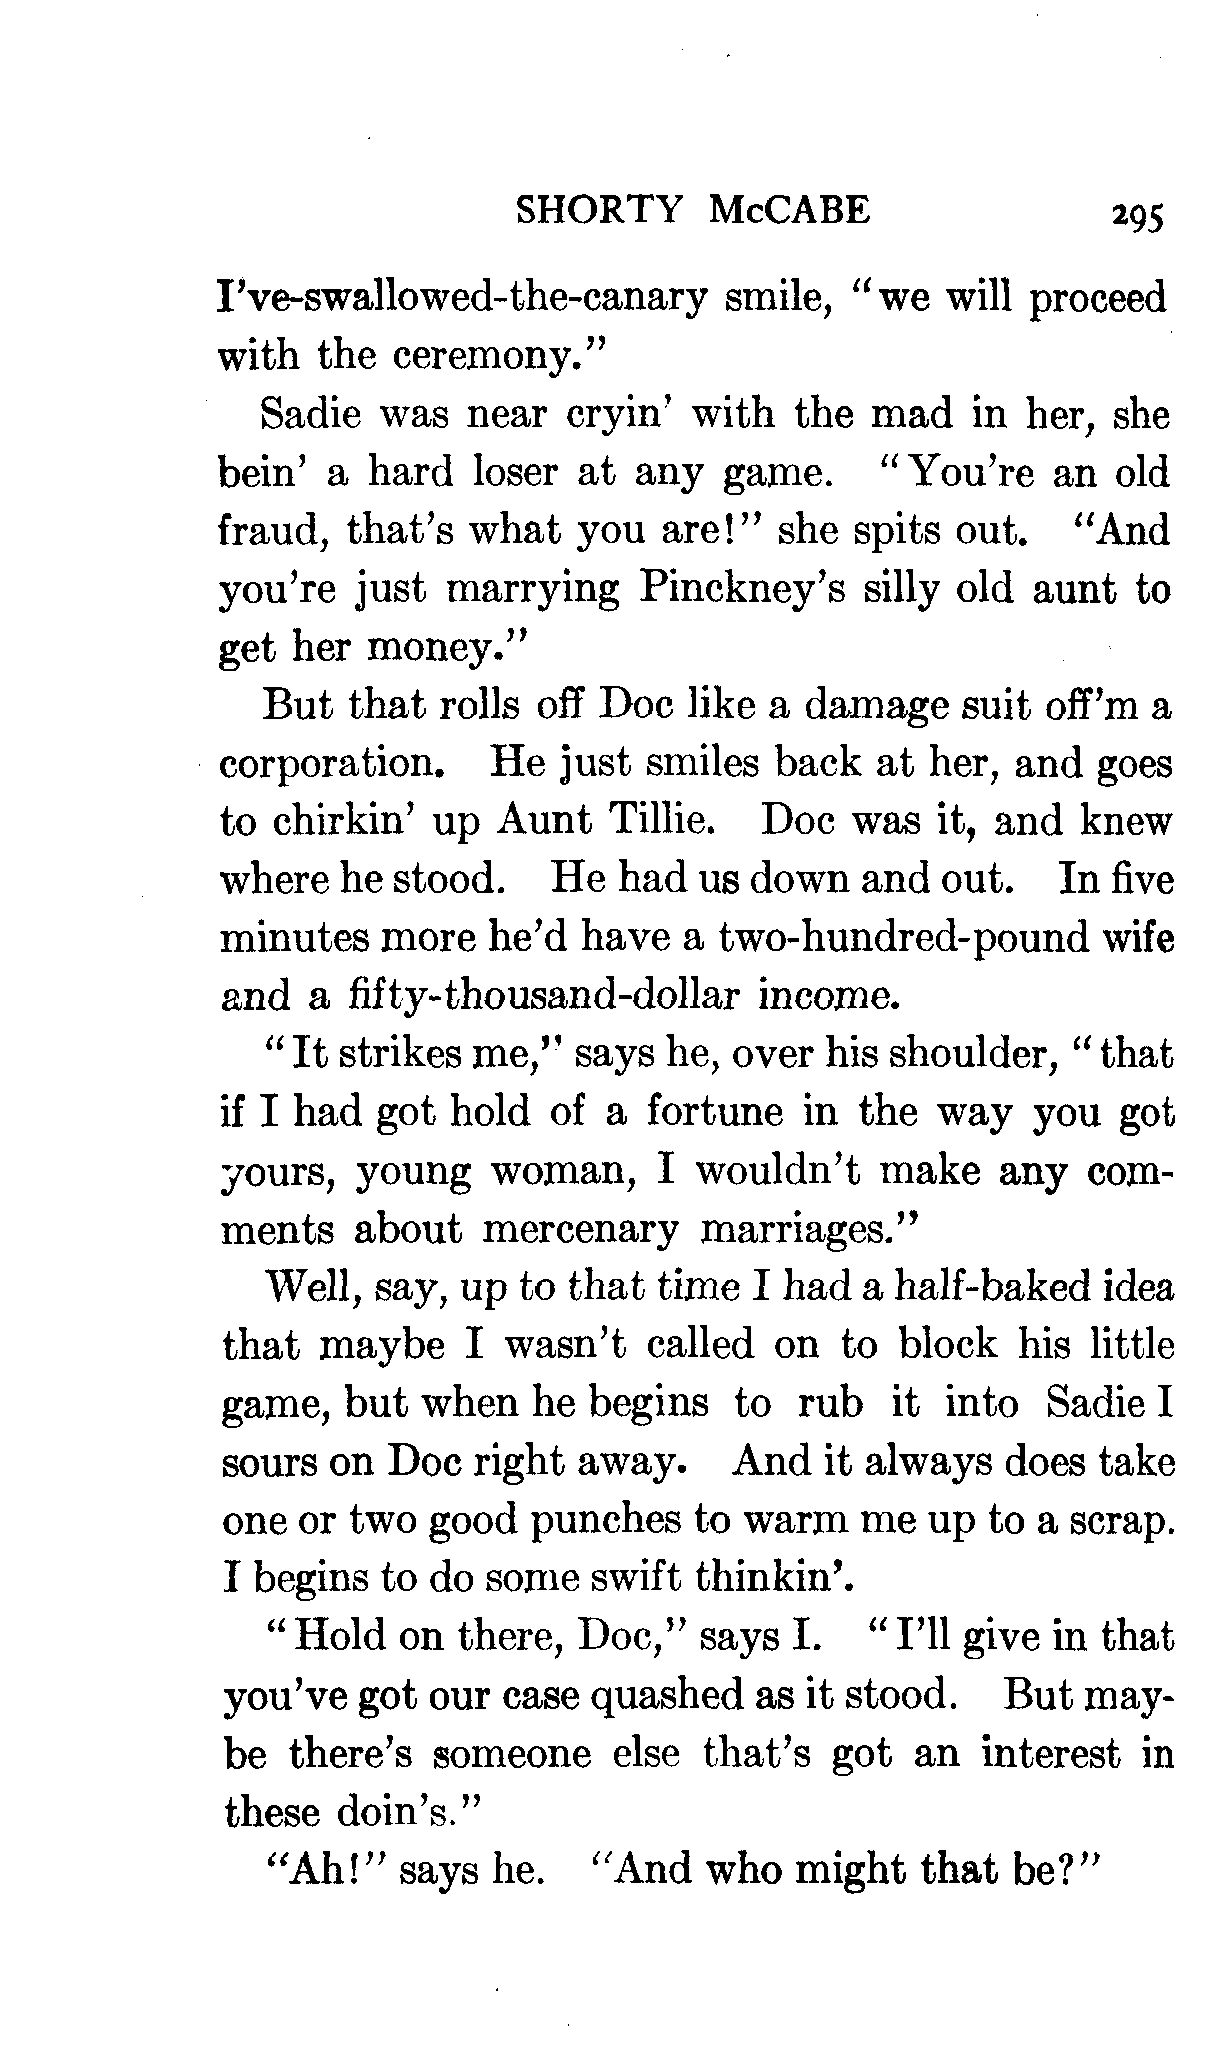 SHORTY McCABE 295
I've-swallowed-the-canary smile, "we will proceed
with the ceremony."
Sadie was near cryin' with the mad in her, she
bein' a hard loser at any game. "You're an old
fraud, that's what you are!" she spits out. "And
you're just marrying Pinckney's silly old aunt to
get her money."
But that rolls off Doc like a damage suit off'm a
corporation. He just smiles back at her, and goes
to chirkin' up Aunt Tillie. Doc was it, and knew
where he stood. He had us down and out. In five
minutes more he'd have a two-hundred-pound wife
and a fifty-thousand-dollar income.
"It strikes me," says he, over his shoulder, "that
if I had got hold of a fortune in the way you got
yours, young woman, I wouldn't make any com-
ments about mercenary marriages."
Well, say, up to that time I had a half-baked idea
that maybe I wasn't called on to block his little
game, but when he begins to rub it into Sadie I
sours on Doc right away. And it always does take
one or two good punches to warm me up to a scrap.
I begins to do some swift thinkin'.
"Hold on there, Doc," says I. "I'll give in that
you've got our case quashed as it stood. But may-
be there's someone else that's got an interest in
these doin's."
"Ah!" says he. "And who might that be?"